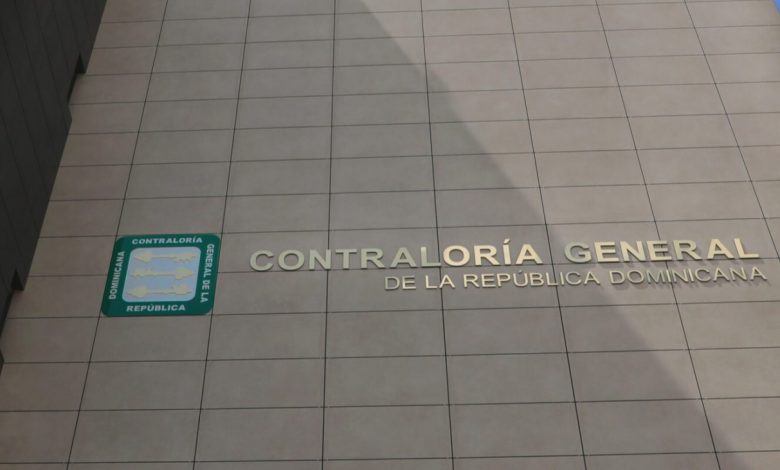 CONTRALORÍA
GENERAL DE LA
REPÚBLICA
DOMINICANA
CONTRALORÍA GENERAL
DE LA REPÚBLICA DOMINICANA